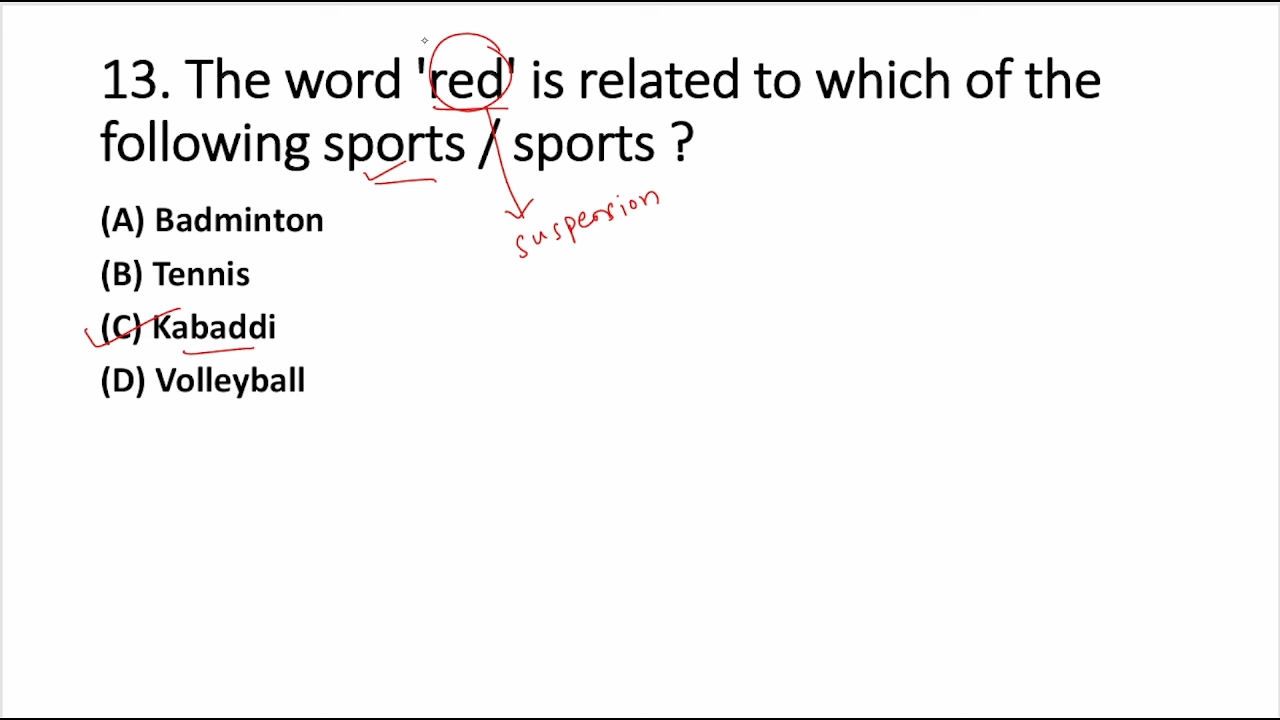 13. The word 'red' is related to which of the
following sports / sports ?
suspension
(A) Badminton
(B) Tennis
(C) Kabaddi
(D) Volleyball